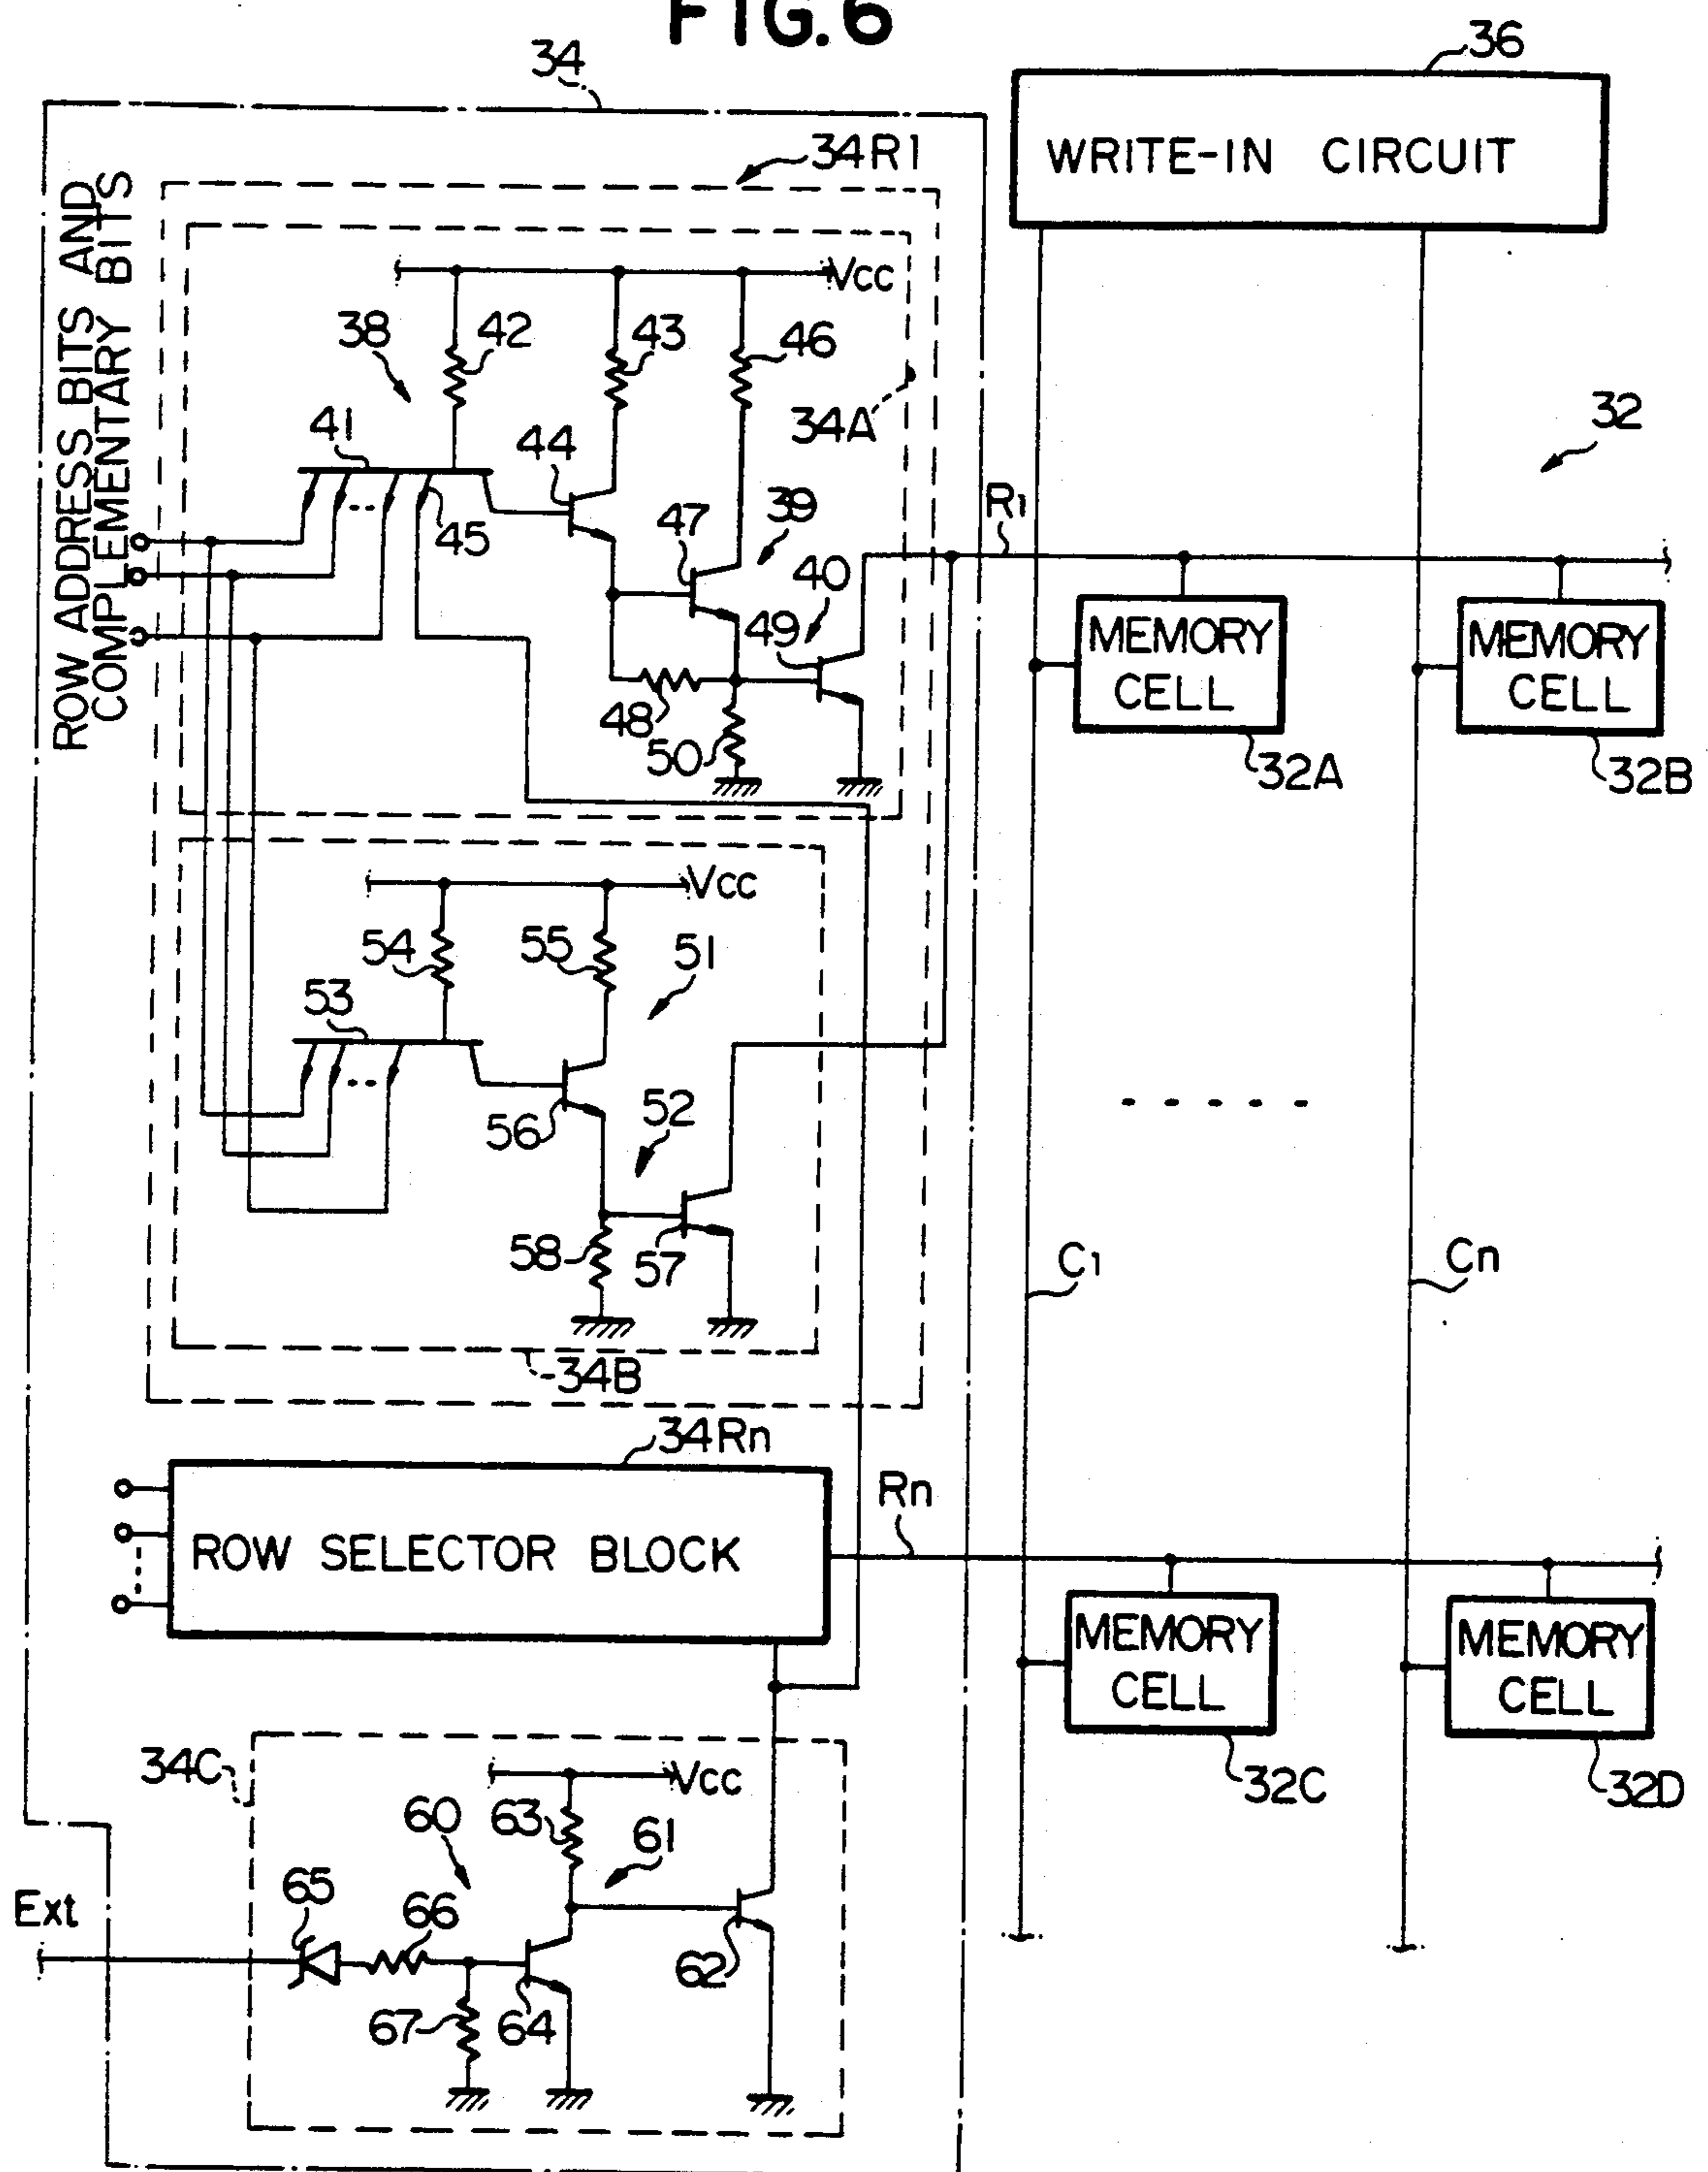 FIG. 6
34
36
WRITE-IN CIRCUIT
34R1
ROW ADDRESS BITS AND
COMPLEMENTARY BITS
Vcc
38
42
43
46
34A
32
41
44
45
47
39
40
R1
49
MEMORY
CELL
MEMORY
CELL
48
50
32A
32B
Vcc
54
55
51
53
56
52
58
57
C1
Cn
34B
34Rn
ROW SELECTOR BLOCK
Rn
MEMORY
CELL
MEMORY
CELL
34C
Vcc
32C
32D
60
63
61
Ext
65
66
62
67
64